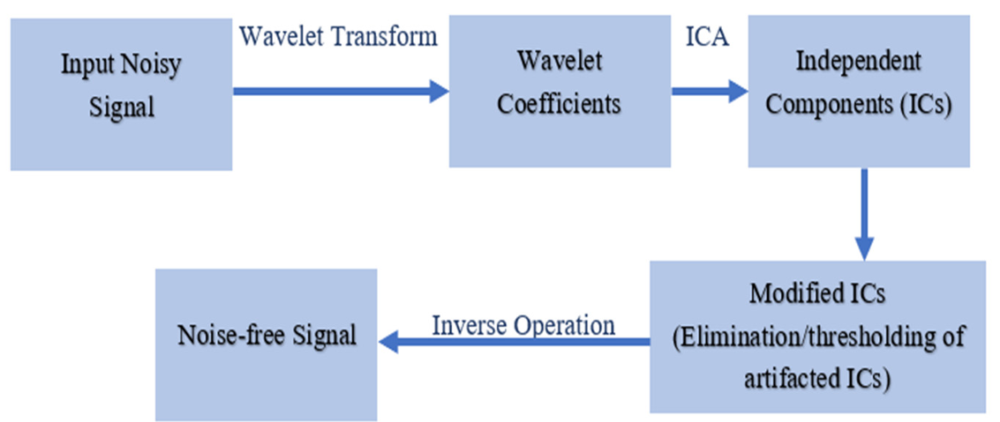 Input Noisy
Signal
Wavelet Transform
Wavelet
Coefficients
ICA
Independent
Components (ICs)
Modified ICs
(Elimination/thresholding of
artifacted ICs)
Inverse Operation
Noise-free Signal